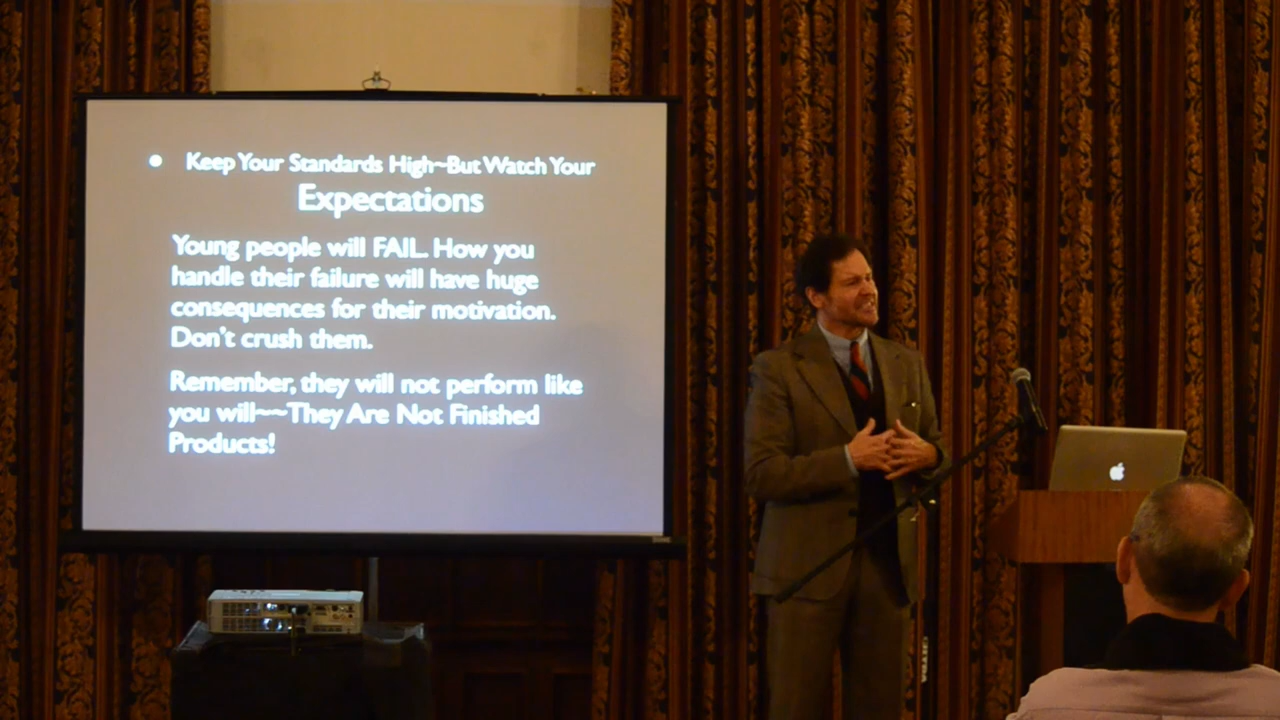 Keep Your Standards High~But Watch Your
Expectations
Young people will FAIL. How you
handle their failure will have huge
consequences for their motivation.
Don't crush them.
Remember, they will not perform like
you will~~They Are Not Finished
Products!